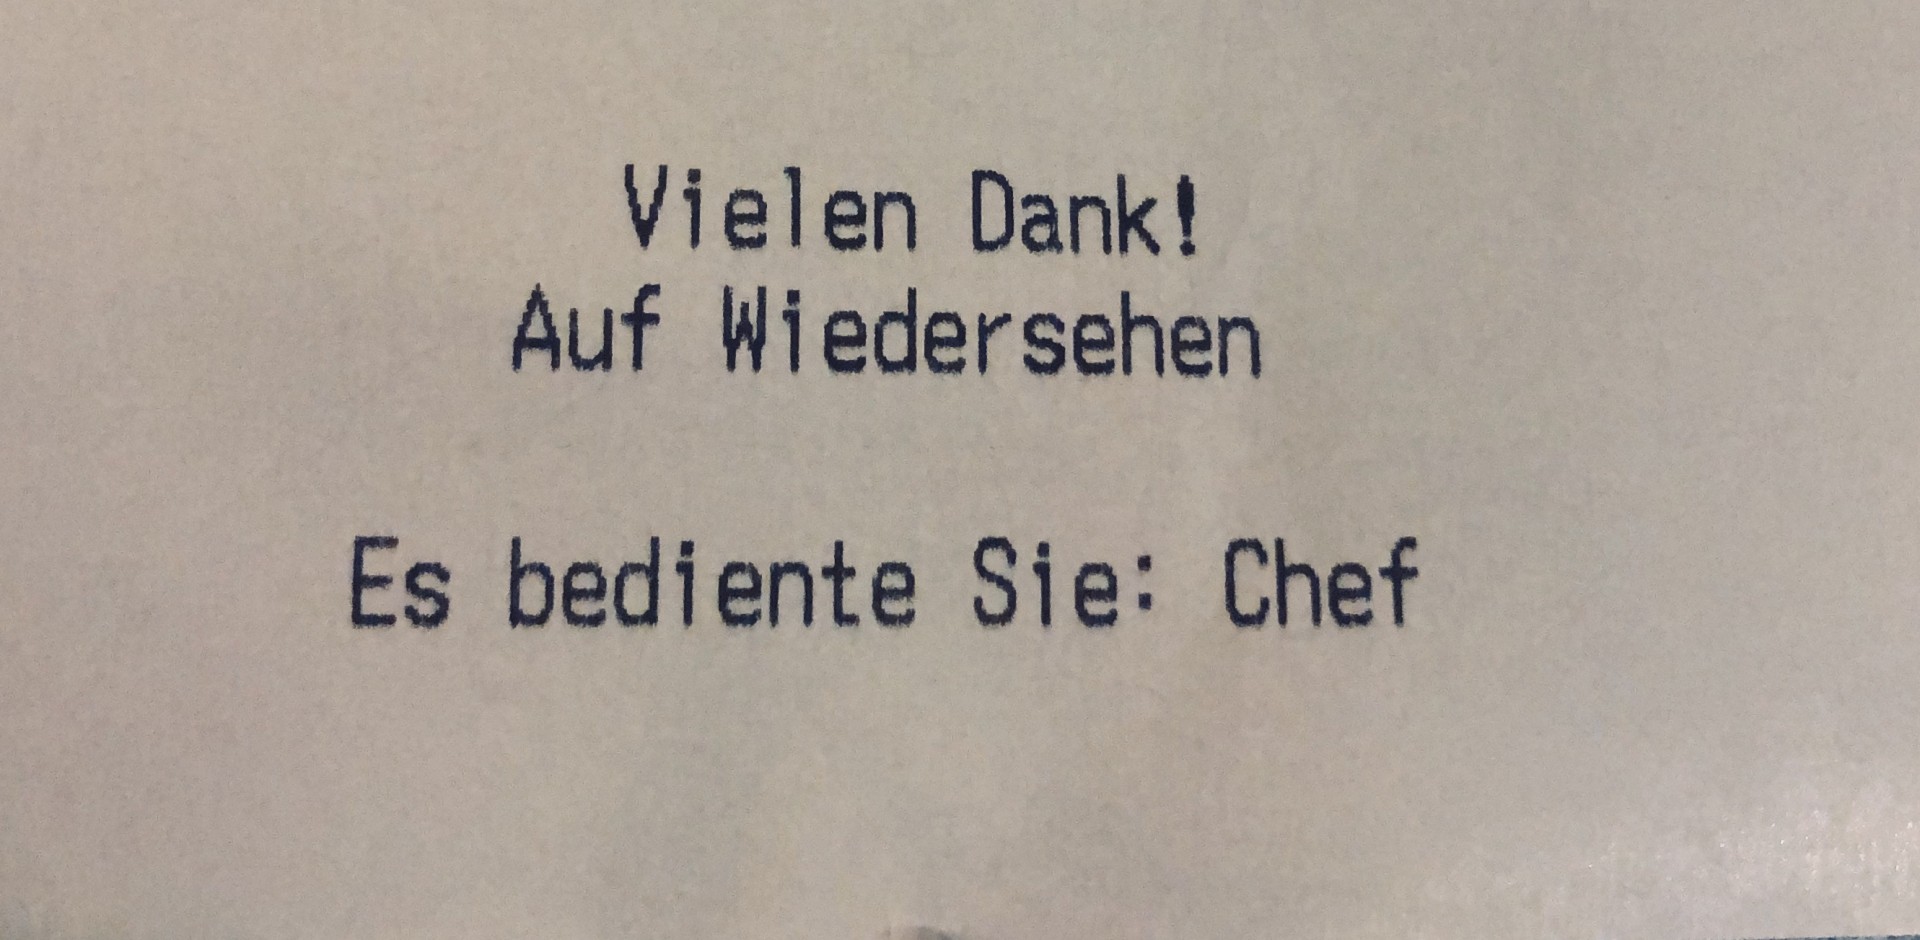 Vielen Dank!
Auf Wiedersehen
Es bediente Sie: Chef